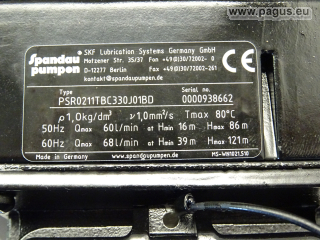 © www.pagus.eu
Spandau
pumpen
SKF Lubrication Systems Germany GmbH
Motzener Str. 35/37 Fon +49(0)30/72002- 0
D-12277 Berlin Fax +49(0)30/72002-261
kontakt@spandaupumpen.de
Type Serial no.
PSR0211TBC330J01BD 0000938662
ρ 1,0kg/dm³ ν 1,0mm²/s Tmax 80°C
50Hz Qmax 60l/min at Hmin 16m Hmax 86m
60Hz Qmax 68l/min at Hmin 39m Hmax 121m
www.spandaupumpen.de MS-WN1821.510